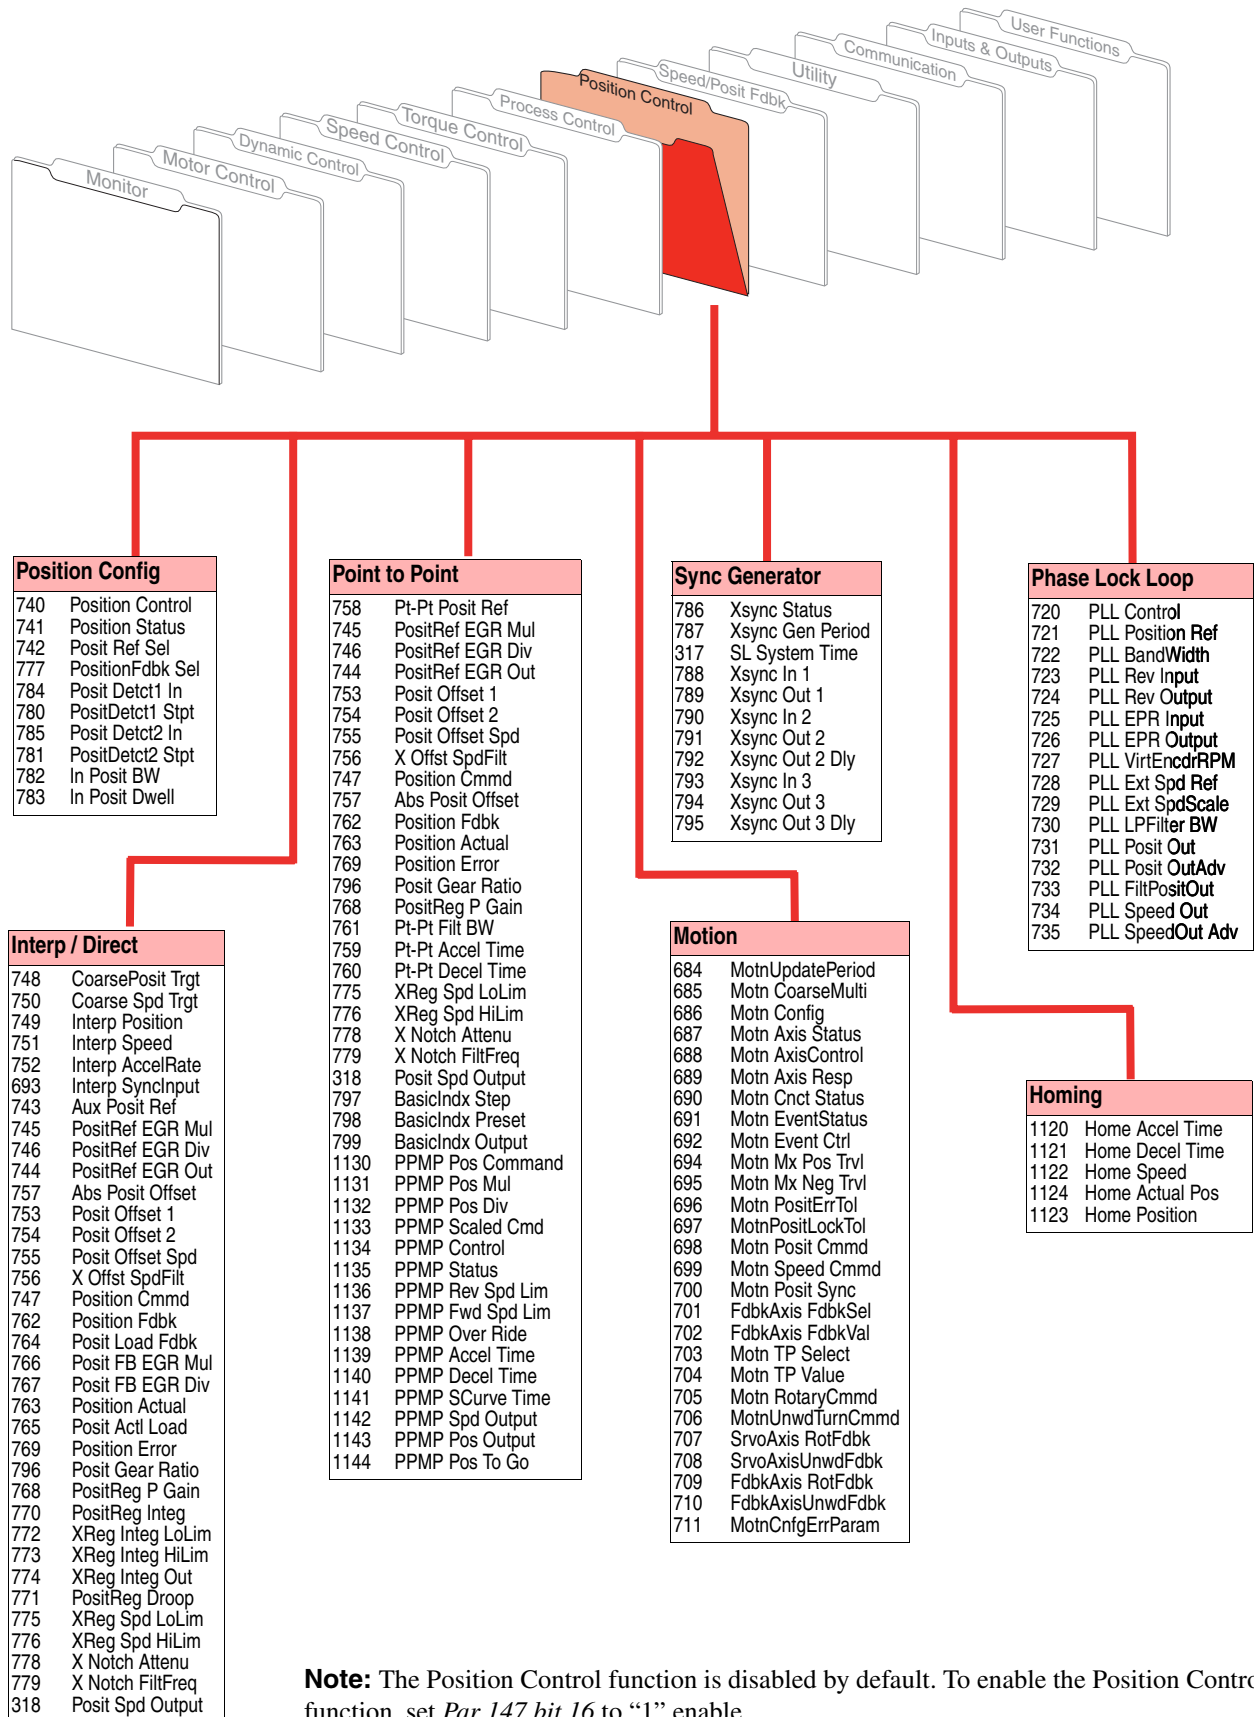 Monitor
Motor Control
Dynamic Control
Speed Control
Torque Control
Process Control
Position Control
Speed/Posit Fdbk
Utility
Communication
Inputs & Outputs
User Functions
Position Config
740 Position Control
741 Position Status
742 Posit Ref Sel
777 PositionFdbk Sel
784 Posit Detct1 In
780 PositDetct1 Stpt
785 Posit Detct2 In
781 PositDetct2 Stpt
782 In Posit BW
783 In Posit Dwell
Interp / Direct
748 CoarsePosit Trgt
750 Coarse Spd Trgt
749 Interp Position
751 Interp Speed
752 Interp AccelRate
693 Interp SyncInput
743 Aux Posit Ref
745 PositRef EGR Mul
746 PositRef EGR Div
744 PositRef EGR Out
757 Abs Posit Offset
753 Posit Offset 1
754 Posit Offset 2
755 Posit Offset Spd
756 X Offst SpdFilt
747 Position Cmmd
762 Position Fdbk
764 Posit Load Fdbk
766 Posit FB EGR Mul
767 Posit FB EGR Div
763 Position Actual
765 Posit Actl Load
769 Position Error
796 Posit Gear Ratio
768 PositReg P Gain
770 PositReg Integ
772 XReg Integ LoLim
773 XReg Integ HiLim
774 XReg Integ Out
771 PositReg Droop
775 XReg Spd LoLim
776 XReg Spd HiLim
778 X Notch Attenu
779 X Notch FiltFreq
318 Posit Spd Output
Point to Point
758 Pt-Pt Posit Ref
745 PositRef EGR Mul
746 PositRef EGR Div
744 PositRef EGR Out
753 Posit Offset 1
754 Posit Offset 2
755 Posit Offset Spd
756 X Offst SpdFilt
747 Position Cmmd
757 Abs Posit Offset
762 Position Fdbk
763 Position Actual
769 Position Error
796 Posit Gear Ratio
768 PositReg P Gain
761 Pt-Pt Filt BW
759 Pt-Pt Accel Time
760 Pt-Pt Decel Time
775 XReg Spd LoLim
776 XReg Spd HiLim
778 X Notch Attenu
779 X Notch FiltFreq
318 Posit Spd Output
797 BasicIndx Step
798 BasicIndx Preset
799 BasicIndx Output
1130 PPMP Pos Command
1131 PPMP Pos Mul
1132 PPMP Pos Div
1133 PPMP Scaled Cmd
1134 PPMP Control
1135 PPMP Status
1136 PPMP Rev Spd Lim
1137 PPMP Fwd Spd Lim
1138 PPMP Over Ride
1139 PPMP Accel Time
1140 PPMP Decel Time
1141 PPMP SCurve Time
1142 PPMP Spd Output
1143 PPMP Pos Output
1144 PPMP Pos To Go
Sync Generator
786 Xsync Status
787 Xsync Gen Period
317 SL System Time
788 Xsync In 1
789 Xsync Out 1
790 Xsync In 2
791 Xsync Out 2
792 Xsync Out 2 Dly
793 Xsync In 3
794 Xsync Out 3
795 Xsync Out 3 Dly
Motion
684 MotnUpdatePeriod
685 Motn CoarseMulti
686 Motn Config
687 Motn Axis Status
688 Motn AxisControl
689 Motn Axis Resp
690 Motn Cnct Status
691 Motn EventStatus
692 Motn Event Ctrl
694 Motn Mx Pos Trvl
695 Motn Mx Neg Trvl
696 Motn PositErrTol
697 MotnPositLockTol
698 Motn Posit Cmmd
699 Motn Speed Cmmd
700 Motn Posit Sync
701 FdbkAxis FdbkSel
702 FdbkAxis FdbkVal
703 Motn TP Select
704 Motn TP Value
705 Motn RotaryCmmd
706 MotnUnwdTurnCmmd
707 SrvoAxis RotFdbk
708 SrvoAxisUnwdFdbk
709 FdbkAxis RotFdbk
710 FdbkAxisUnwdFdbk
711 MotnCnfgErrParam
Phase Lock Loop
720 PLL Control
721 PLL Position Ref
722 PLL BandWidth
723 PLL Rev Input
724 PLL Rev Output
725 PLL EPR Input
726 PLL EPR Output
727 PLL VirtEncdrRPM
728 PLL Ext Spd Ref
729 PLL Ext SpdScale
730 PLL LPFilter BW
731 PLL Posit Out
732 PLL Posit OutAdv
733 PLL FiltPositOut
734 PLL Speed Out
735 PLL SpeedOut Adv
Homing
1120 Home Accel Time
1121 Home Decel Time
1122 Home Speed
1124 Home Actual Pos
1123 Home Position
Note: The Position Control function is disabled by default. To enable the Position Contro
function, set Par 147 bit 16 to “1” enable.